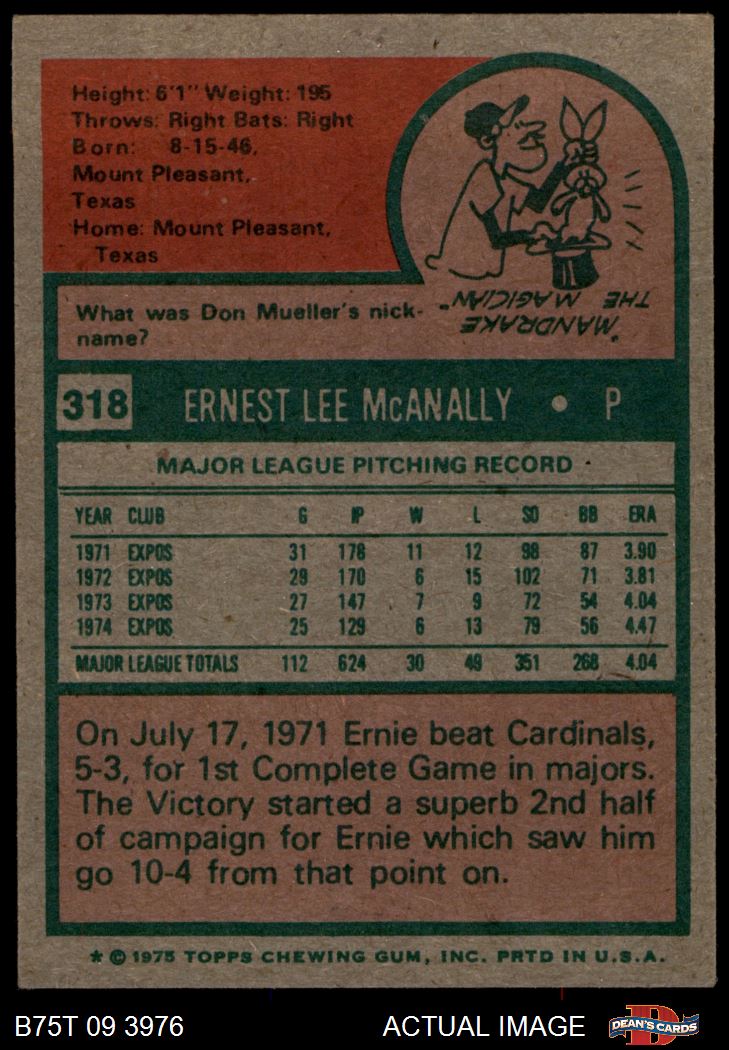 Height: 6'1" Weight: 195
Throws: Right Bats: Right
Born: 8-15-46,
Mount Pleasant,
Texas
Home: Mount Pleasant,
Texas
What was Don Mueller's nick-
name?
"MANDRAKE
THE MAGICIAN"
318 ERNEST LEE McANALLY • P
MAJOR LEAGUE PITCHING RECORD
YEAR CLUB G IP W L SO BB ERA
1971 EXPOS 31 178 11 12 98 87 3.90
1972 EXPOS 29 170 6 15 102 71 3.81
1973 EXPOS 27 147 7 9 72 54 4.04
1974 EXPOS 25 129 6 13 79 56 4.47
MAJOR LEAGUE TOTALS 112 624 30 49 351 268 4.04
On July 17, 1971 Ernie beat Cardinals,
5-3, for 1st Complete Game in majors.
The Victory started a superb 2nd half
of campaign for Ernie which saw him
go 10-4 from that point on.
* © 1975 TOPPS CHEWING GUM, INC. PRTD IN U.S.A.
B75T 09 3976 ACTUAL IMAGE DEAN'S CARDS